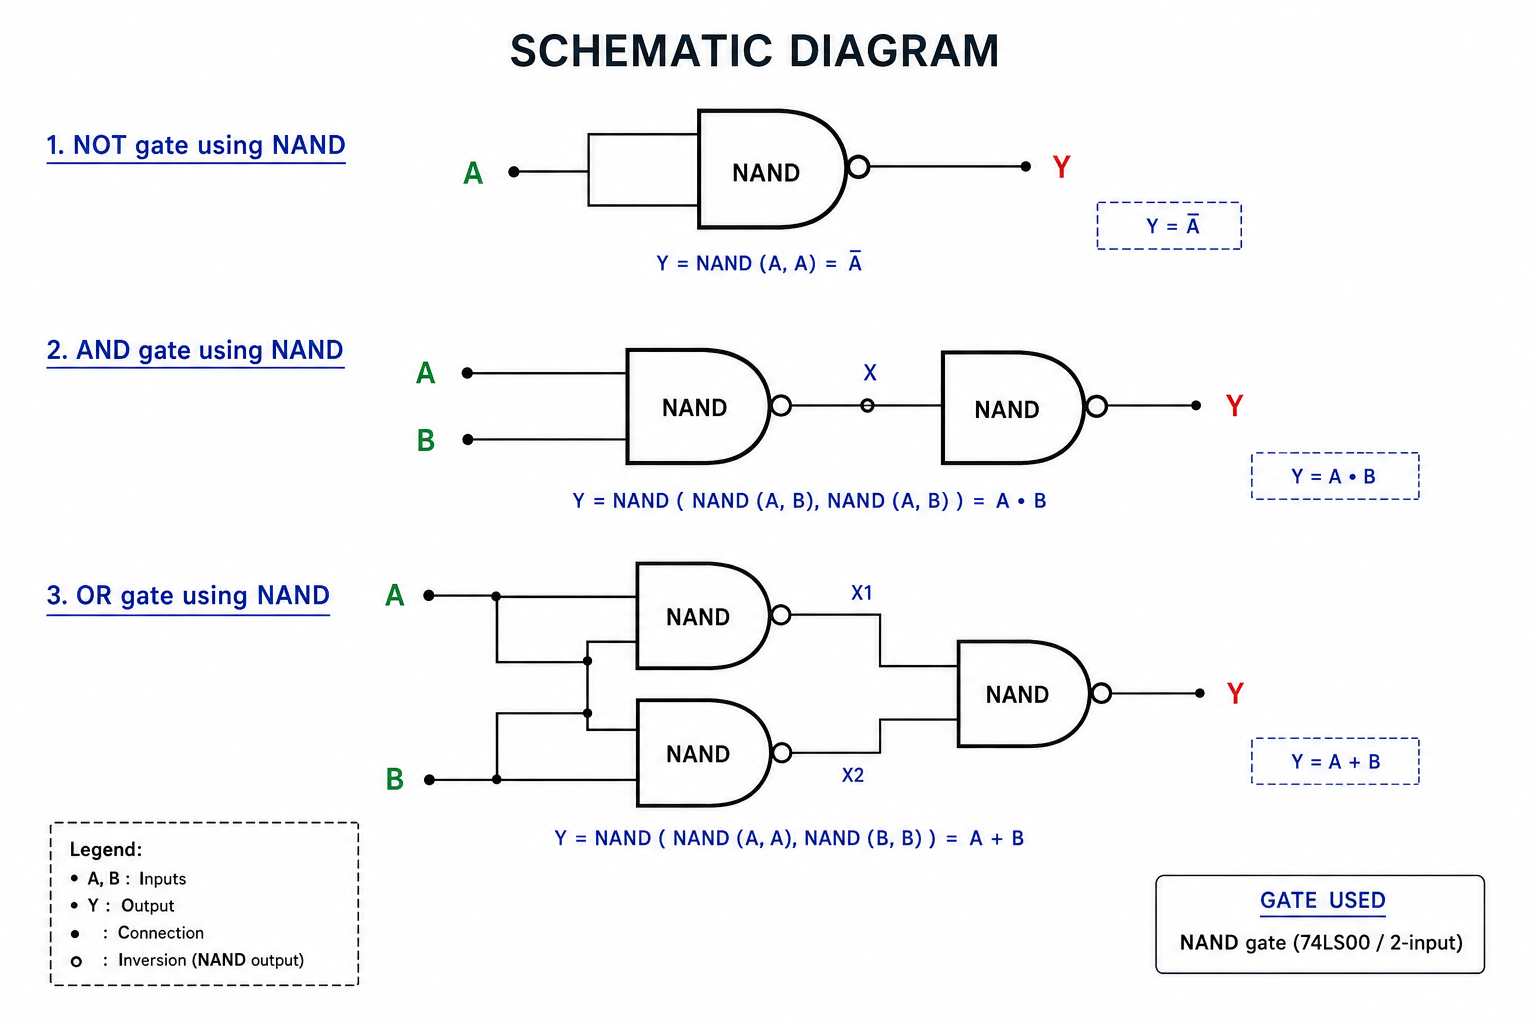 SCHEMATIC DIAGRAM
1. NOT gate using NAND
A
NAND
Y
Y = A̅
Y = NAND (A, A) = A̅
2. AND gate using NAND
A
B
NAND
X
NAND
Y
Y = A • B
Y = NAND ( NAND (A, B), NAND (A, B) ) = A • B
3. OR gate using NAND
A
B
NAND
X1
NAND
X2
NAND
Y
Y = A + B
Y = NAND ( NAND (A, A), NAND (B, B) ) = A + B
Legend:
• A, B : Inputs
• Y : Output
● : Connection
○ : Inversion (NAND output)
GATE USED
NAND gate (74LS00 / 2-input)